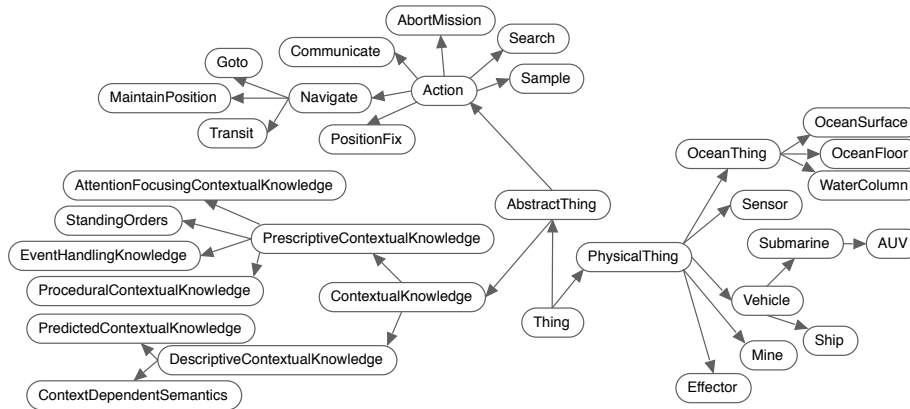 AbortMission
Search
Communicate
Goto
Sample
MaintainPosition
Navigate
Action
Transit
PositionFix
OceanSurface
OceanThing
OceanFloor
WaterColumn
AttentionFocusingContextualKnowledge
AbstractThing
Sensor
StandingOrders
PrescriptiveContextualKnowledge
Submarine
AUV
EventHandlingKnowledge
PhysicalThing
ProceduralContextualKnowledge
ContextualKnowledge
Vehicle
PredictedContextualKnowledge
Thing
Ship
DescriptiveContextualKnowledge
Mine
ContextDependentSemantics
Effector